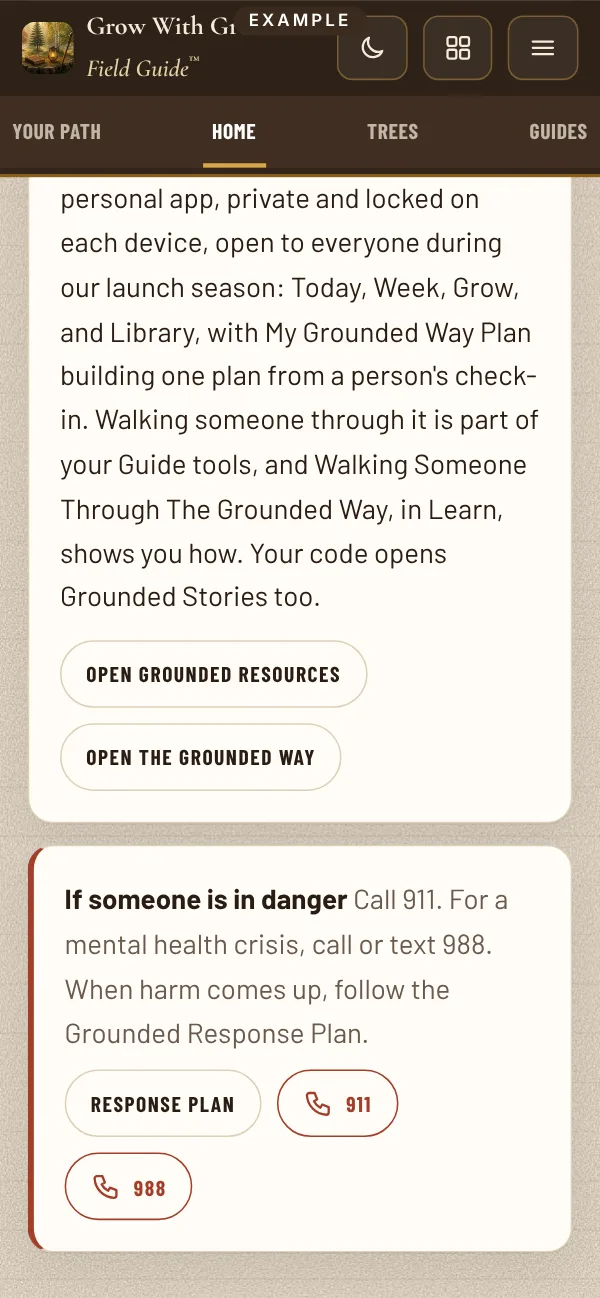 Grow With Gr
EXAMPLE
Field Guide™
YOUR PATH
HOME
TREES
GUIDES
personal app, private and locked on
each device, open to everyone during
our launch season: Today, Week, Grow,
and Library, with My Grounded Way Plan
building one plan from a person's check-
in. Walking someone through it is part of
your Guide tools, and Walking Someone
Through The Grounded Way, in Learn,
shows you how. Your code opens
Grounded Stories too.
OPEN GROUNDED RESOURCES
OPEN THE GROUNDED WAY
If someone is in danger Call 911. For a
mental health crisis, call or text 988.
When harm comes up, follow the
Grounded Response Plan.
RESPONSE PLAN
911
988